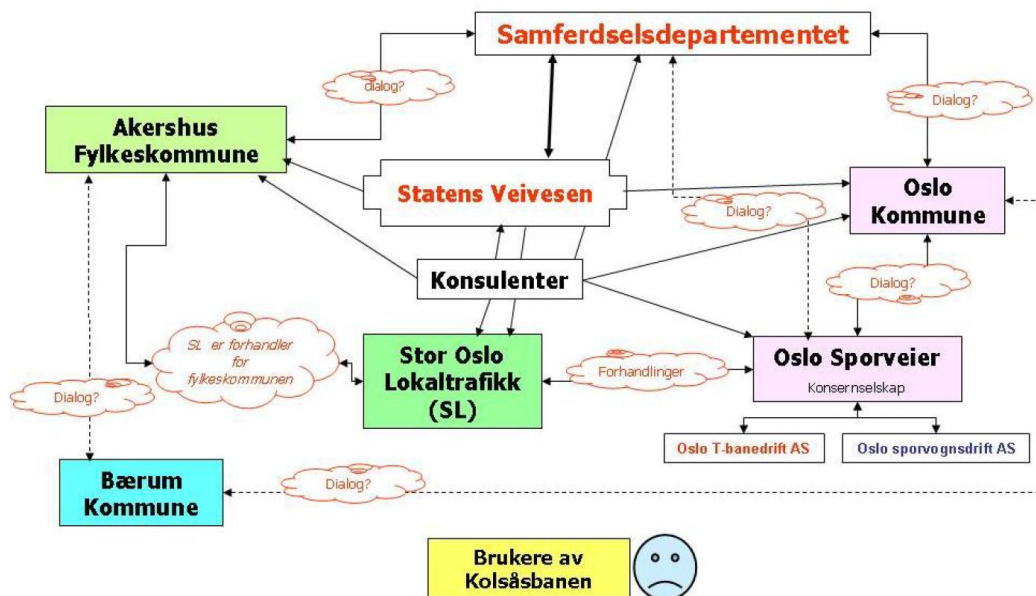 Samferdselsdepartementet
dialog?
Dialog?
Akershus
Fylkeskommune
Statens Veivesen
Oslo
Kommune
Dialog?
Konsulenter
Dialog?
SL er forhandler
for
fylkeskommunen
Stor Oslo
Lokaltrafikk
(SL)
Forhandlinger
Oslo Sporveier
Konsernselskap
Dialog?
Oslo T-banedrift AS
Oslo sporvognsdrift AS
Bærum
Kommune
Dialog?
Brukere av
Kolsåsbanen